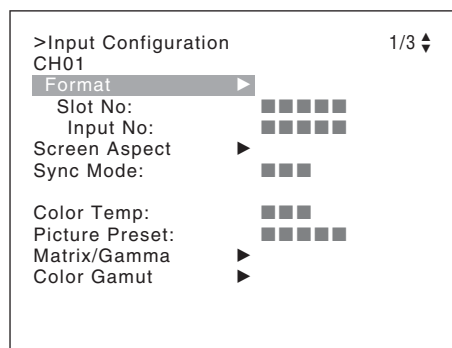 >Input Configuration 1/3
CH01
Format
Slot No: ■■■■■
Input No: ■■■■■
Screen Aspect
Sync Mode: ■■■
Color Temp: ■■■
Picture Preset: ■■■■■
Matrix/Gamma
Color Gamut